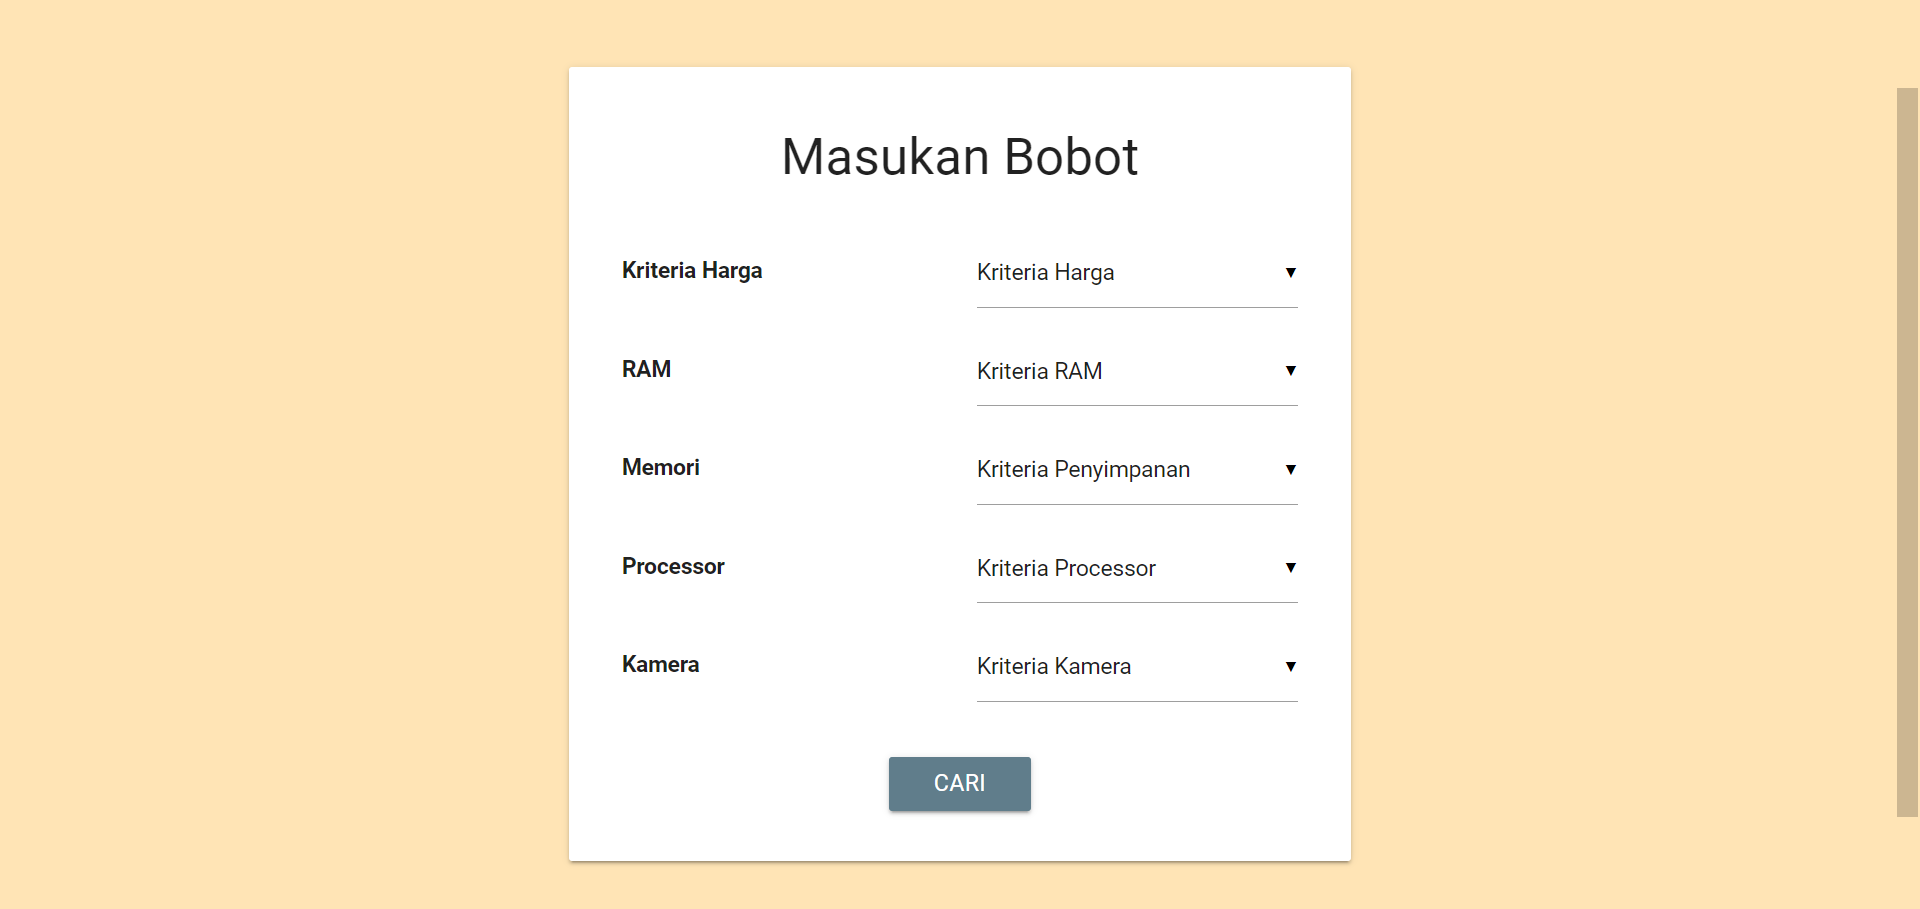 Masukan Bobot
Kriteria Harga
Kriteria Harga
RAM
Kriteria RAM
Memori
Kriteria Penyimpanan
Processor
Kriteria Processor
Kamera
Kriteria Kamera
CARI